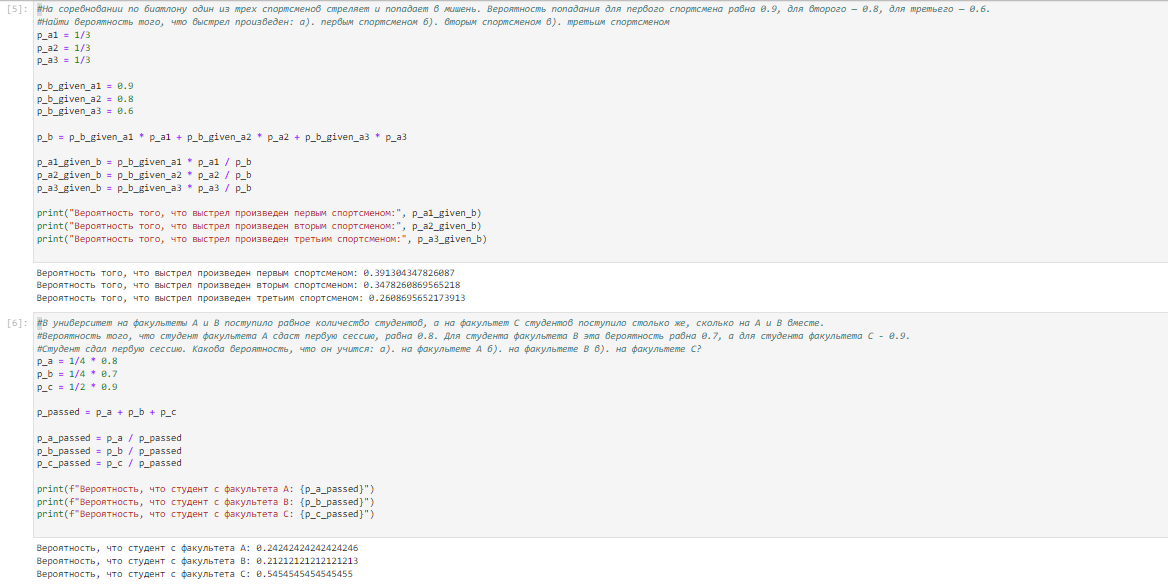 [5]: #На соревновании по биатлону один из трех спортсменов стреляет и попадает в мишень. Вероятность попадания для первого спортсмена равна 0.9, для второго — 0.8, для третьего — 0.6.
#Найти вероятность того, что выстрел произведен: а). первым спортсменом б). вторым спортсменом в). третьим спортсменом
p_a1 = 1/3
p_a2 = 1/3
p_a3 = 1/3
p_b_given_a1 = 0.9
p_b_given_a2 = 0.8
p_b_given_a3 = 0.6
p_b = p_b_given_a1 * p_a1 + p_b_given_a2 * p_a2 + p_b_given_a3 * p_a3
p_a1_given_b = p_b_given_a1 * p_a1 / p_b
p_a2_given_b = p_b_given_a2 * p_a2 / p_b
p_a3_given_b = p_b_given_a3 * p_a3 / p_b
print("Вероятность того, что выстрел произведен первым спортсменом:", p_a1_given_b)
print("Вероятность того, что выстрел произведен вторым спортсменом:", p_a2_given_b)
print("Вероятность того, что выстрел произведен третьим спортсменом:", p_a3_given_b)
Вероятность того, что выстрел произведен первым спортсменом: 0.391304347826087
Вероятность того, что выстрел произведен вторым спортсменом: 0.3478260869565218
Вероятность того, что выстрел произведен третьим спортсменом: 0.2608695652173913
[6]: #В университет на факультеты A и B поступило равное количество студентов, а на факультет C студентов поступило столько же, сколько на A и B вместе.
#Вероятность того, что студент факультета A сдаст первую сессию, равна 0.8. Для студента факультета B эта вероятность равна 0.7, а для студента факультета C - 0.9.
#Студент сдал первую сессию. Какова вероятность, что он учится: а). на факультете A б). на факультете B в). на факультете C?
p_a = 1/4 * 0.8
p_b = 1/4 * 0.7
p_c = 1/2 * 0.9
p_passed = p_a + p_b + p_c
p_a_passed = p_a / p_passed
p_b_passed = p_b / p_passed
p_c_passed = p_c / p_passed
print(f"Вероятность, что студент с факультета A: {p_a_passed}")
print(f"Вероятность, что студент с факультета B: {p_b_passed}")
print(f"Вероятность, что студент с факультета C: {p_c_passed}")
Вероятность, что студент с факультета A: 0.24242424242424246
Вероятность, что студент с факультета B: 0.21212121212121213
Вероятность, что студент с факультета C: 0.5454545454545455